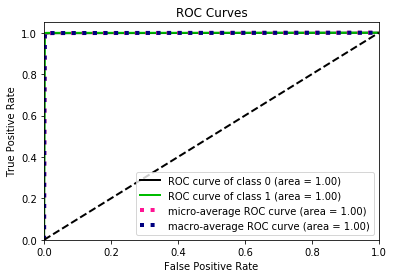 ROC Curves
True Positive Rate
1.0
0.8
0.6
0.4
0.2
0.0
ROC curve of class 0 (area = 1.00)
ROC curve of class 1 (area = 1.00)
micro-average ROC curve (area = 1.00)
macro-average ROC curve (area = 1.00)
0.0 0.2 0.4 0.6 0.8 1.0
False Positive Rate